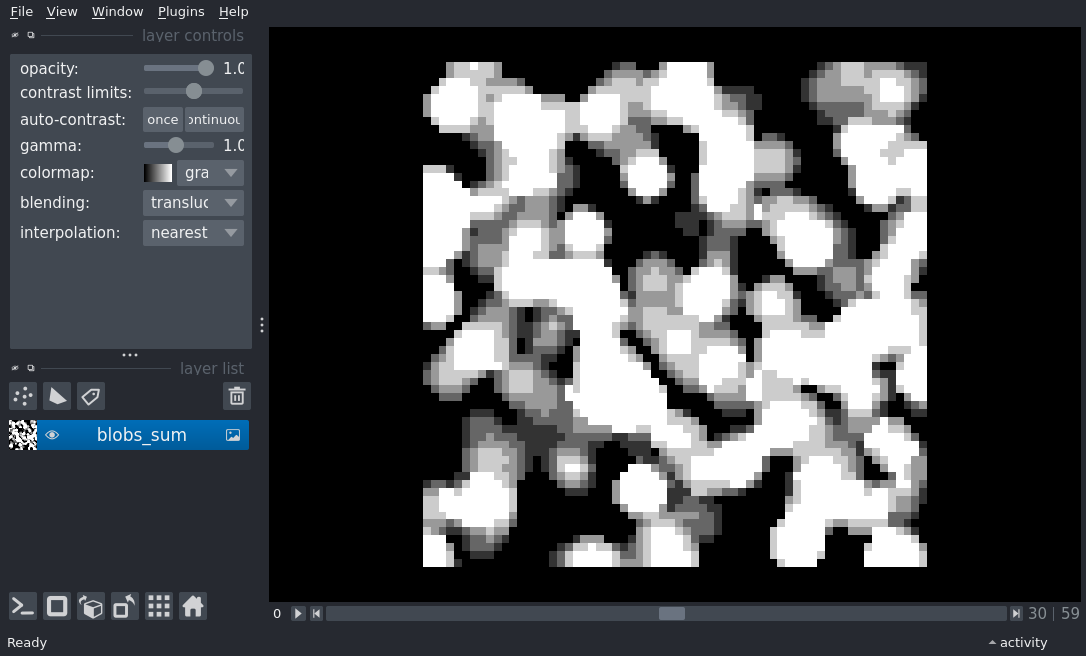 File View Window Plugins Help
layer controls
opacity: 1.0
contrast limits:
auto-contrast: once ontinuou
gamma: 1.0
colormap: gra
blending: transluc
interpolation: nearest
layer list
blobs_sum
0 30 | 59
Ready activity